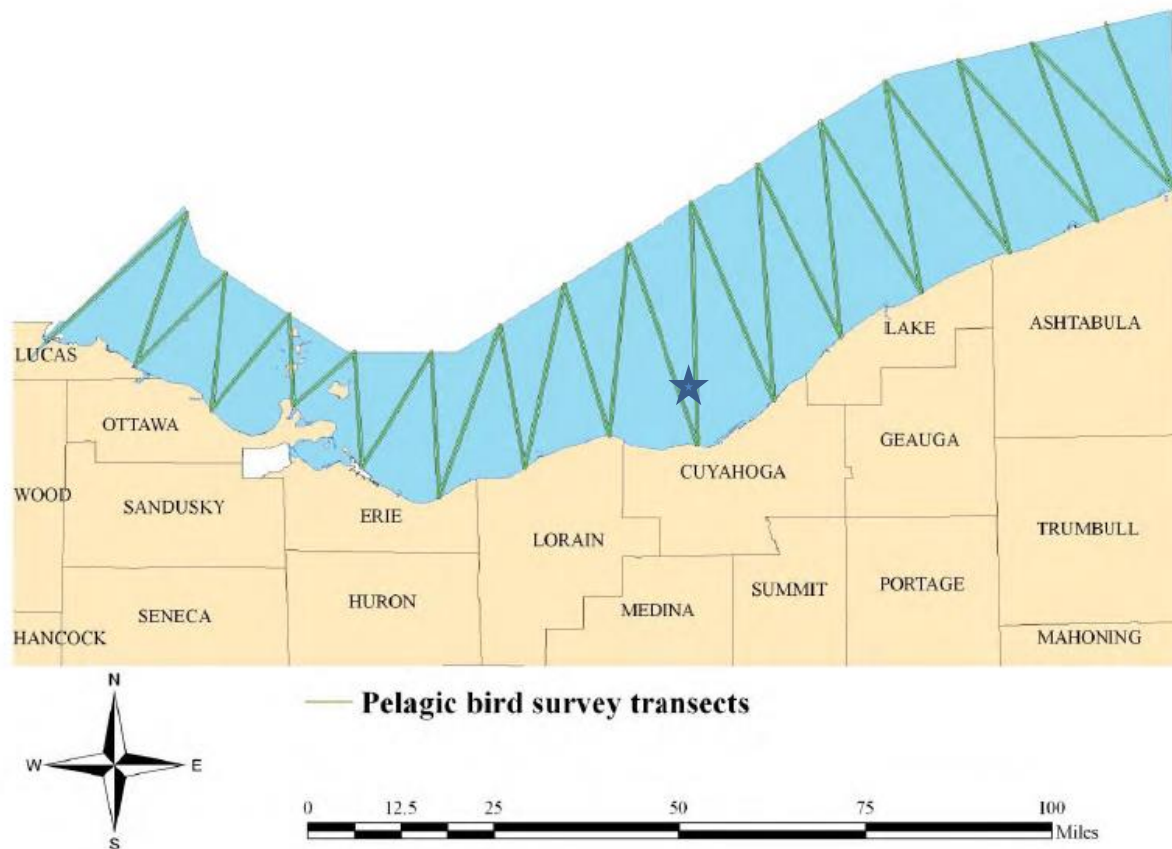 LAKE
ASHTABULA
LUCAS
OTTAWA
GEAUGA
CUYAHOGA
WOOD
SANDUSKY
ERIE
LORAIN
TRUMBULL
PORTAGE
SUMMIT
HURON
MEDINA
SENECA
HANCOCK
MAHONING
N
W E
S
Pelagic bird survey transects
0 12.5 25 50 75 100
Miles